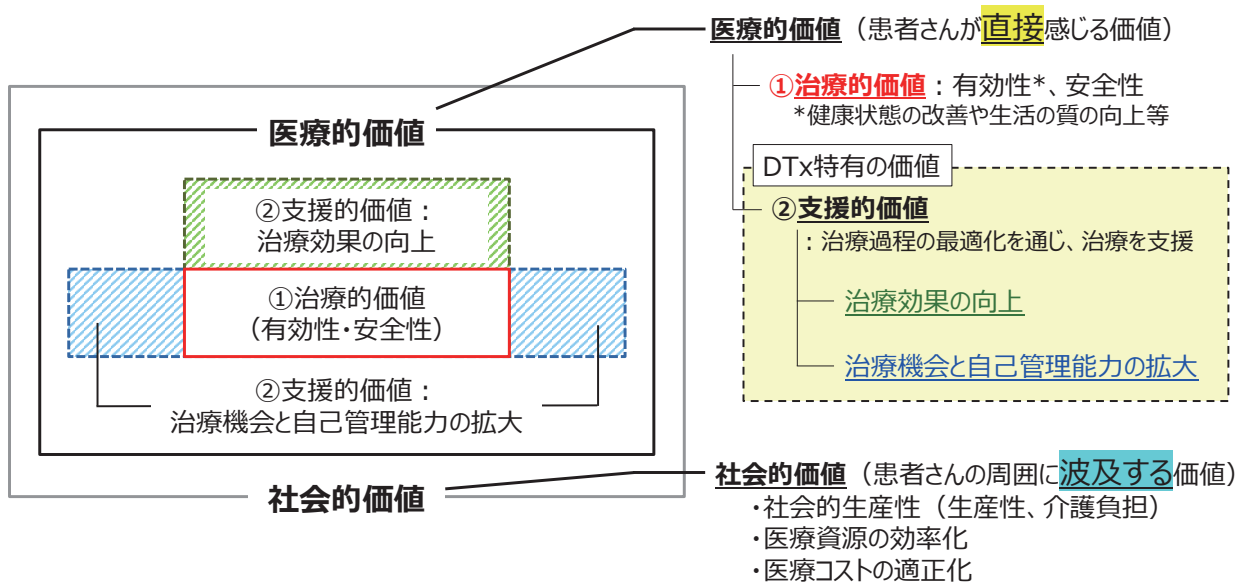 医療的価値
②支援的価値：
治療効果の向上
①治療的価値
（有効性・安全性）
②支援的価値：
治療機会と自己管理能力の拡大
社会的価値
医療的価値（患者さんが直接感じる価値）
①治療的価値：有効性*、安全性
*健康状態の改善や生活の質の向上等
DTx特有の価値
②支援的価値
：治療過程の最適化を通じ、治療を支援
治療効果の向上
治療機会と自己管理能力の拡大
社会的価値（患者さんの周囲に波及する価値）
・社会的生産性（生産性、介護負担）
・医療資源の効率化
・医療コストの適正化